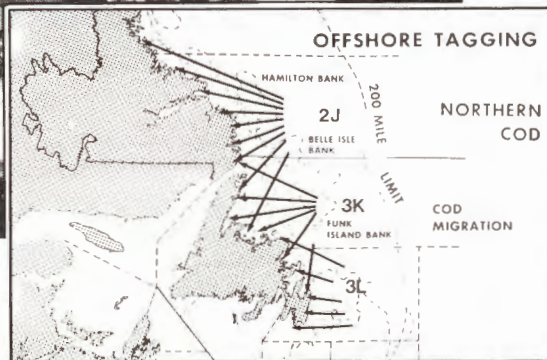 OFFSHORE TAGGING
HAMILTON BANK
200 MILE LIMIT
2J
NORTHERN
COD
BELLE ISLE
BANK
3K
FUNK
ISLAND BANK
COD
MIGRATION
3L